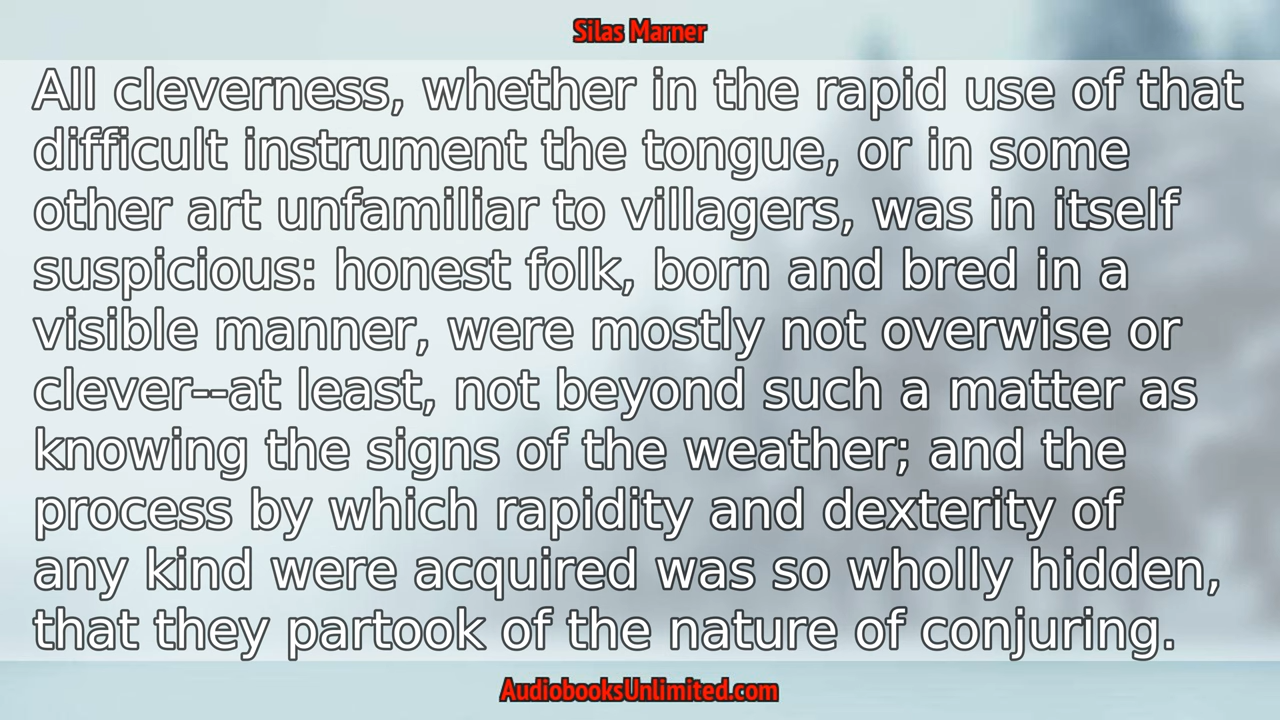 Silas Marner
All cleverness, whether in the rapid use of that
difficult instrument the tongue, or in some
other art unfamiliar to villagers, was in itself
suspicious: honest folk, born and bred in a
visible manner, were mostly not overwise or
clever--at least, not beyond such a matter as
knowing the signs of the weather; and the
process by which rapidity and dexterity of
any kind were acquired was so wholly hidden,
that they partook of the nature of conjuring.
AudiobooksUnlimited.com